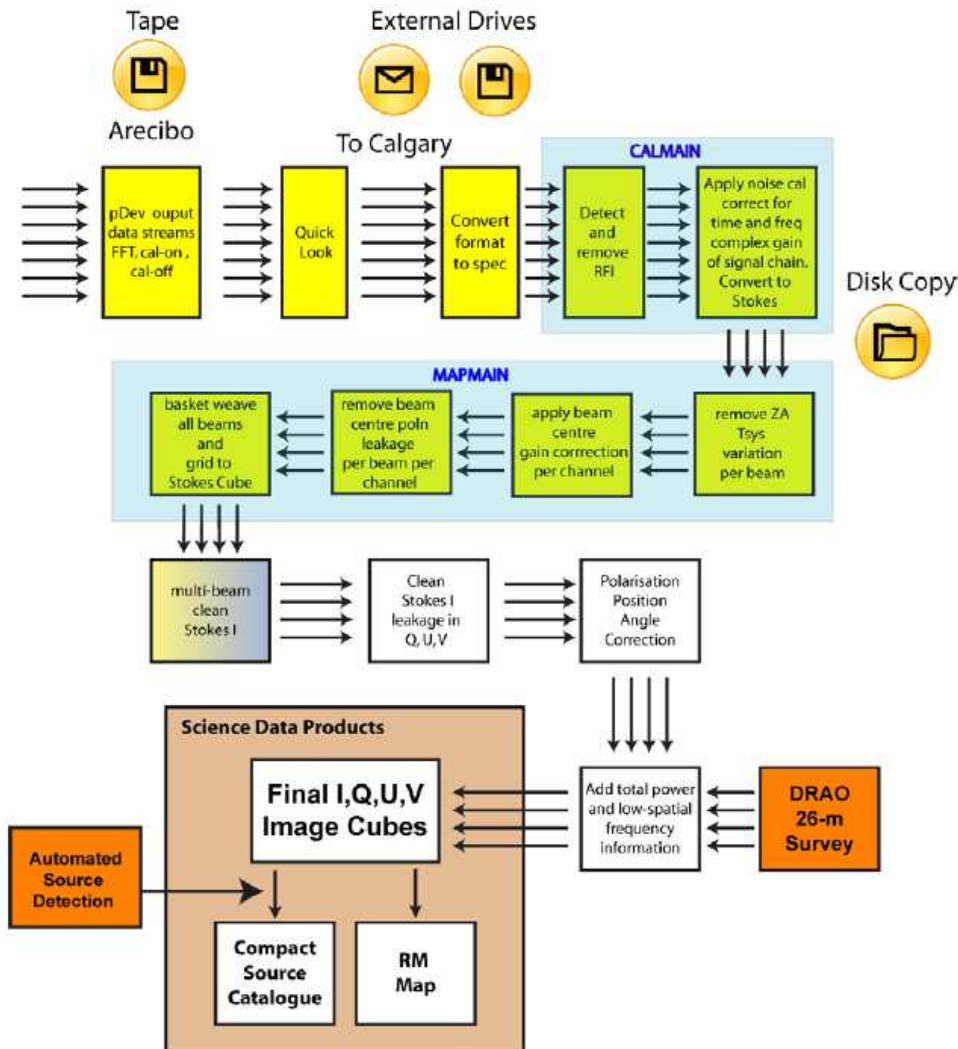 Tape
External Drives
Arecibo
To Calgary
CALMAIN
pDev ouput
data streams
FFT, cal-on ,
cal-off
Quick
Look
Convert
format
to spec
Detect
and
remove
RFI
Apply noise cal
correct for
time and freq
complex gain
of signal chain.
Convert to
Stokes
Disk Copy
MAPMAIN
basket weave
all beams
and
grid to
Stokes Cube
remove beam
centre poln
leakage
per beam per
channel
apply beam
centre
gain corrrection
per channel
remove ZA
Tsys
variation
per beam
multi-beam
clean
Stokes I
Clean
Stokes I
leakage in
Q, U, V
Polarisation
Position
Angle
Correction
Science Data Products
Final I,Q,U,V
Image Cubes
Add total power
and low-spatial
frequency
information
DRAO
26-m
Survey
Automated
Source
Detection
Compact
Source
Catalogue
RM
Map